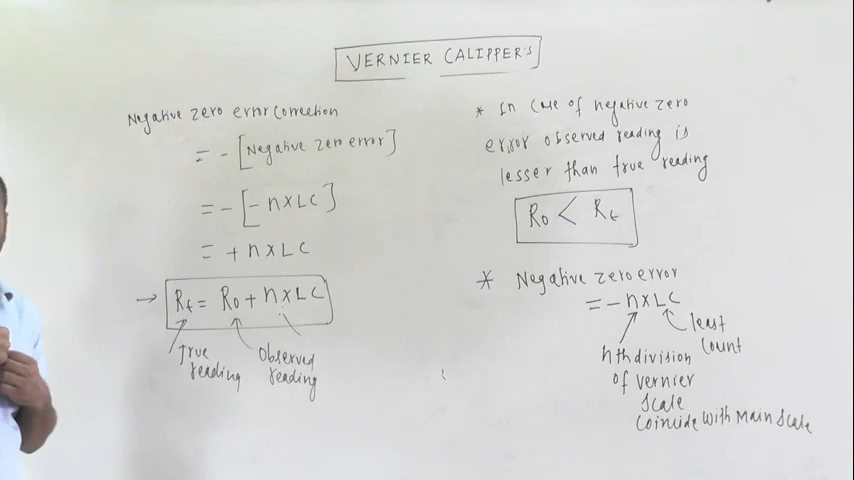 VERNIER CALIPPER'S
Negative zero error correction
= - [Negative zero error]
= - [- n x LC]
= + n x LC
→ Rt = Ro + n x LC
True
reading
Observed
reading
* In case of negative zero
error observed reading is
lesser than true reading
Ro < Rt
* Negative zero error
= - n x LC
least
count
nth division
of vernier
scale
coincide with main scale